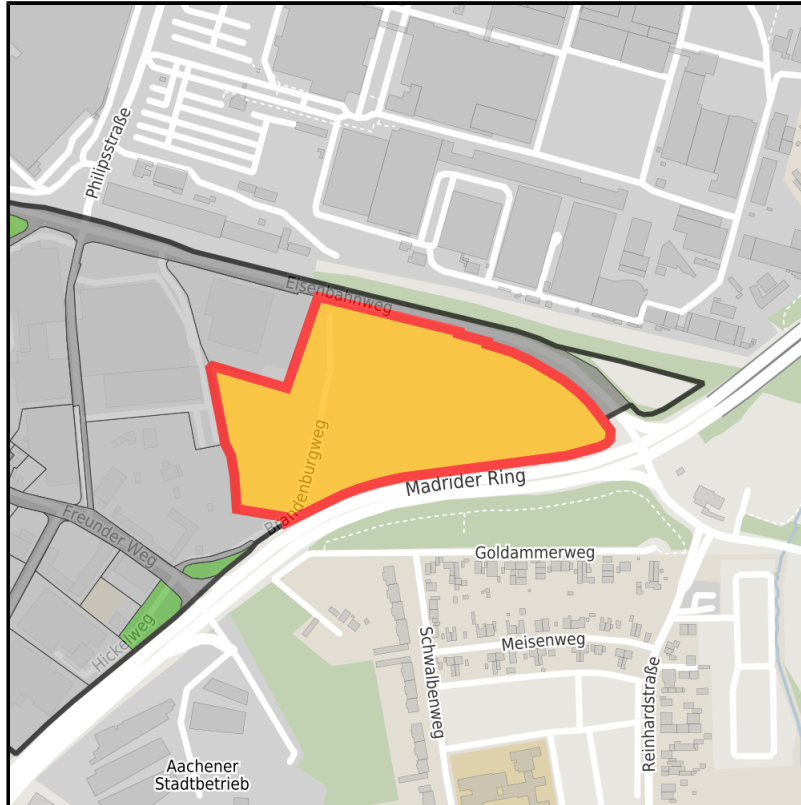 Philipsstraße
Eisenbahnweg
Brandenburgweg
Madrider Ring
Freunder Weg
Goldammerweg
Hickelweg
Schwalbenweg
Meisenweg
Reinhardstraße
Aachener
Stadtbetrieb